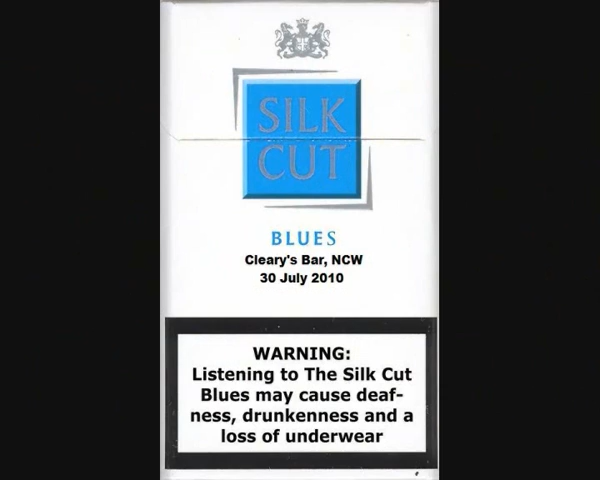 SILK
CUT
BLUES
Cleary's Bar, NCW
30 July 2010
WARNING:
Listening to The Silk Cut
Blues may cause deaf-
ness, drunkenness and a
loss of underwear